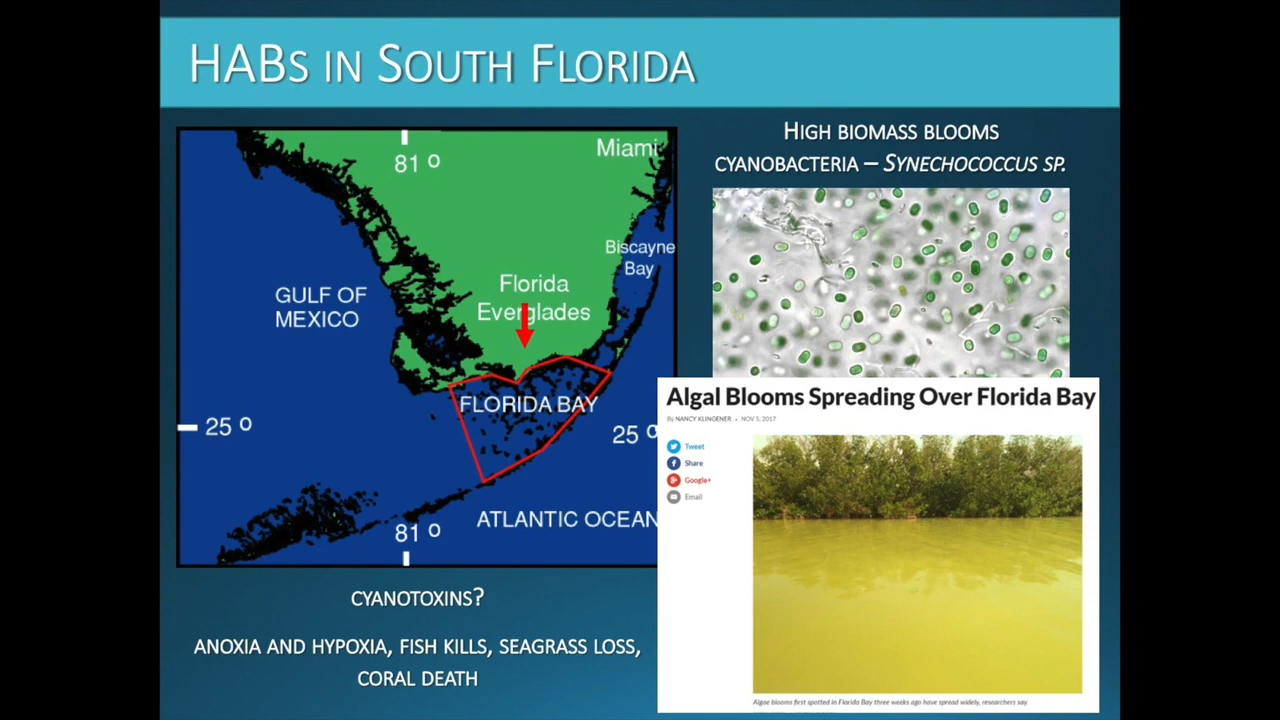 HABs in South Florida
Miami
81 o
Biscayne
Bay
Florida
Everglades
GULF OF
MEXICO
FLORIDA BAY
25 o
25 o
ATLANTIC OCEAN
81 o
High biomass blooms
cyanobacteria – Synechococcus sp.
Algal Blooms Spreading Over Florida Bay
By NANCY KLINGENER • NOV 5, 2017
Tweet
Share
Google+
Email
Algae blooms first spotted in Florida Bay three weeks ago have spread widely, researchers say.
cyanotoxins?
anoxia and hypoxia, fish kills, seagrass loss,
coral death